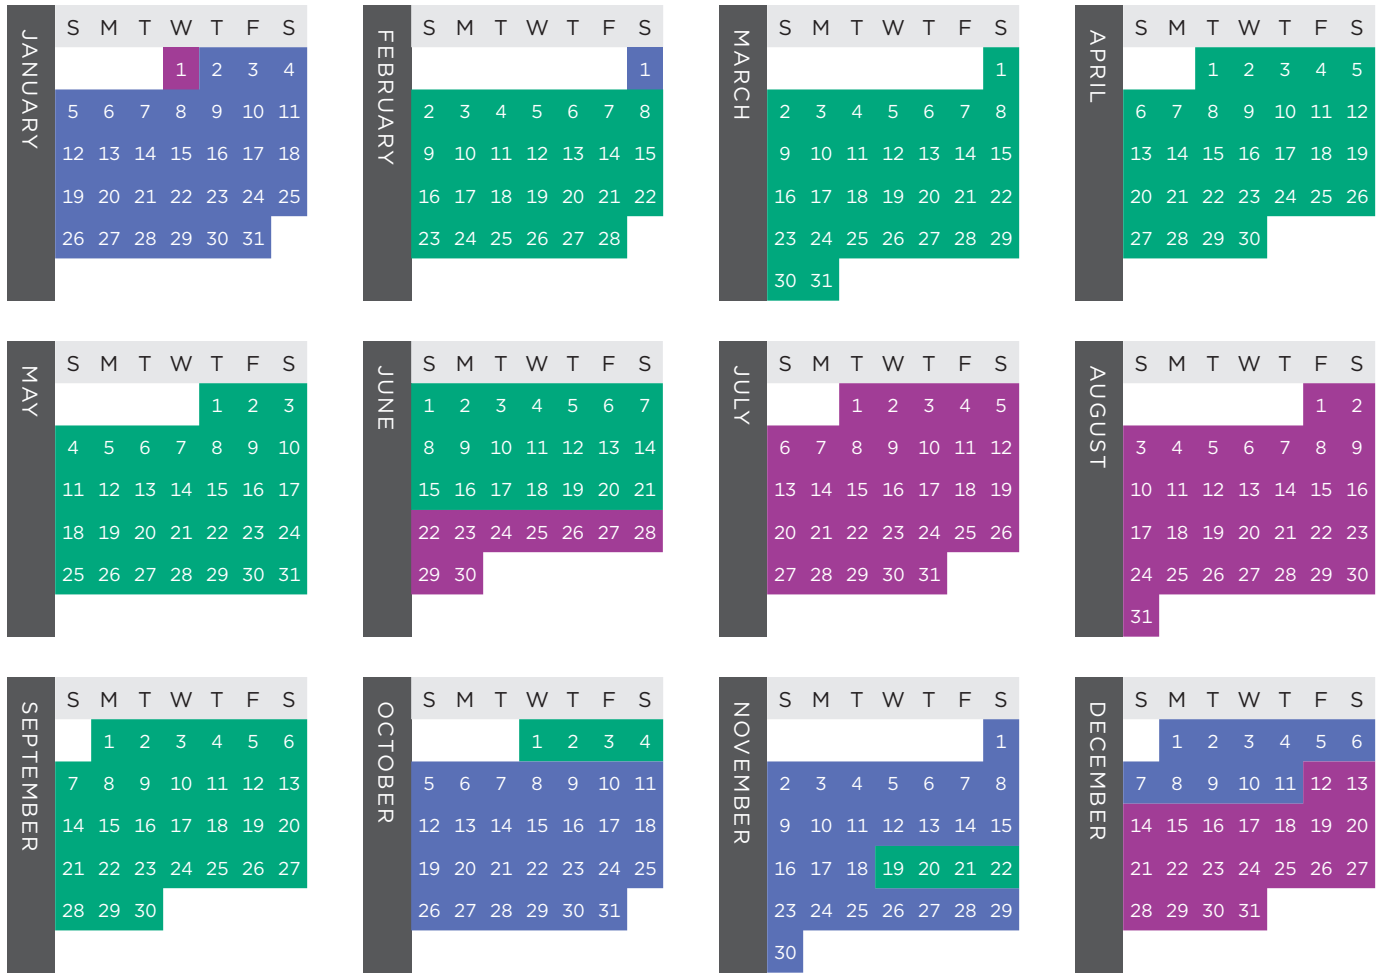 JANUARY
S M T W T F S
1 2 3 4
5 6 7 8 9 10 11
12 13 14 15 16 17 18
19 20 21 22 23 24 25
26 27 28 29 30 31
FEBRUARY
S M T W T F S
1
2 3 4 5 6 7 8
9 10 11 12 13 14 15
16 17 18 19 20 21 22
23 24 25 26 27 28
MARCH
S M T W T F S
1
2 3 4 5 6 7 8
9 10 11 12 13 14 15
16 17 18 19 20 21 22
23 24 25 26 27 28 29
30 31
APRIL
S M T W T F S
1 2 3 4 5
6 7 8 9 10 11 12
13 14 15 16 17 18 19
20 21 22 23 24 25 26
27 28 29 30
MAY
S M T W T F S
1 2 3
4 5 6 7 8 9 10
11 12 13 14 15 16 17
18 19 20 21 22 23 24
25 26 27 28 29 30 31
JUNE
S M T W T F S
1 2 3 4 5 6 7
8 9 10 11 12 13 14
15 16 17 18 19 20 21
22 23 24 25 26 27 28
29 30
JULY
S M T W T F S
1 2 3 4 5
6 7 8 9 10 11 12
13 14 15 16 17 18 19
20 21 22 23 24 25 26
27 28 29 30 31
AUGUST
S M T W T F S
1 2
3 4 5 6 7 8 9
10 11 12 13 14 15 16
17 18 19 20 21 22 23
24 25 26 27 28 29 30
31
SEPTEMBER
S M T W T F S
1 2 3 4 5 6
7 8 9 10 11 12 13
14 15 16 17 18 19 20
21 22 23 24 25 26 27
28 29 30
OCTOBER
S M T W T F S
1 2 3 4
5 6 7 8 9 10 11
12 13 14 15 16 17 18
19 20 21 22 23 24 25
26 27 28 29 30 31
NOVEMBER
S M T W T F S
1
2 3 4 5 6 7 8
9 10 11 12 13 14 15
16 17 18 19 20 21 22
23 24 25 26 27 28 29
30
DECEMBER
S M T W T F S
1 2 3 4 5 6
7 8 9 10 11 12 13
14 15 16 17 18 19 20
21 22 23 24 25 26 27
28 29 30 31